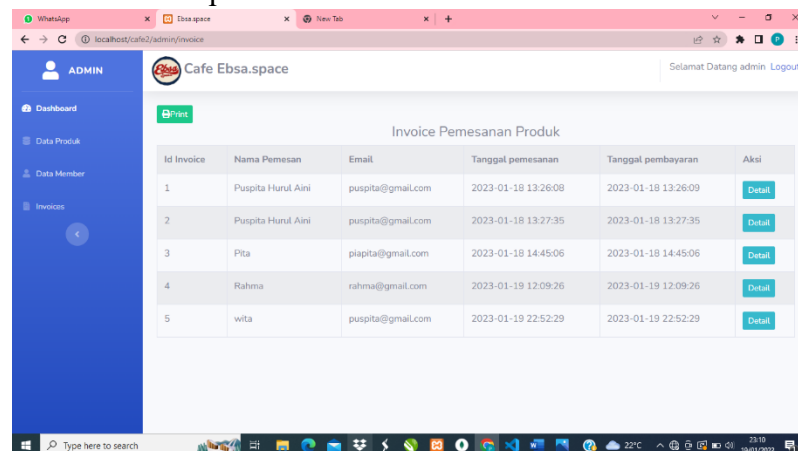 WhatsApp
Ebsa.space
New Tab
localhost/cafe2/admin/invoice
ADMIN
Cafe Ebsa.space
Selamat Datang admin Logout
Dashboard
Data Produk
Data Member
Invoices
Print
Invoice Pemesanan Produk
Id Invoice Nama Pemesan Email Tanggal pemesanan Tanggal pembayaran Aksi
1 Puspita Hurul Aini puspita@gmail.com 2023-01-18 13:26:08 2023-01-18 13:26:09 Detail
2 Puspita Hurul Aini puspita@gmail.com 2023-01-18 13:27:35 2023-01-18 13:27:35 Detail
3 Pita piapita@gmail.com 2023-01-18 14:45:06 2023-01-18 14:45:06 Detail
4 Rahma rahma@gmail.com 2023-01-19 12:09:26 2023-01-19 12:09:26 Detail
5 wita puspita@gmail.com 2023-01-19 22:52:29 2023-01-19 22:52:29 Detail
Type here to search
22°C
23:10
19/01/2023